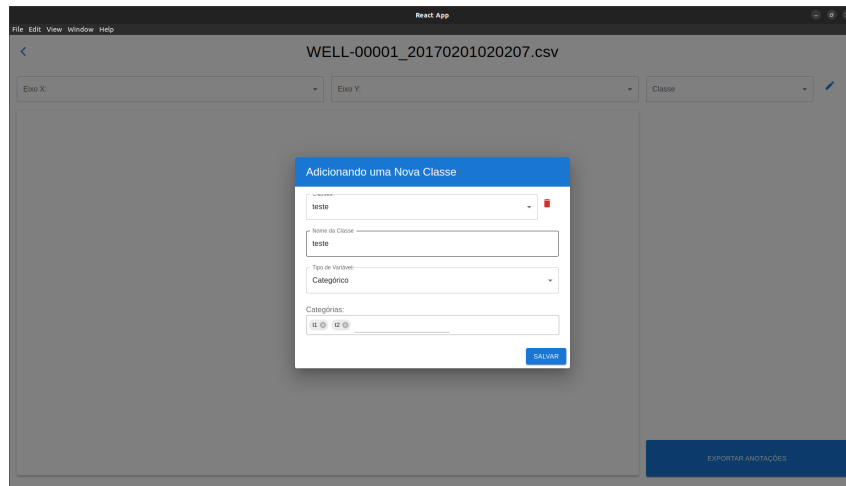 React App
File Edit View Window Help
WELL-00001_20170201020207.csv
Eixo X:
Eixo Y:
Classe
Adicionando uma Nova Classe
teste
Nome da Classe
teste
Tipo de Variável:
Categórico
Categórias:
t1 t2
SALVAR
EXPORTAR ANOTAÇÕES